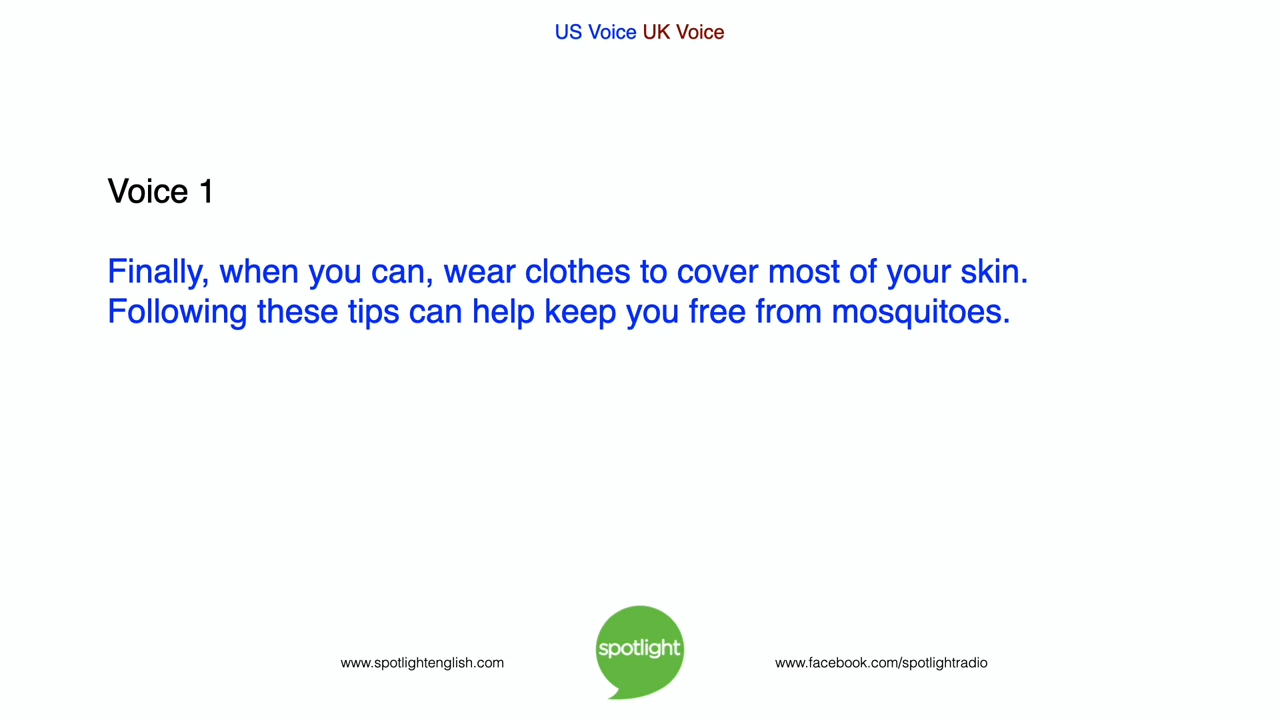 US Voice UK Voice
Voice 1
Finally, when you can, wear clothes to cover most of your skin.
Following these tips can help keep you free from mosquitoes.
www.spotlightenglish.com
spotlight
www.facebook.com/spotlightradio